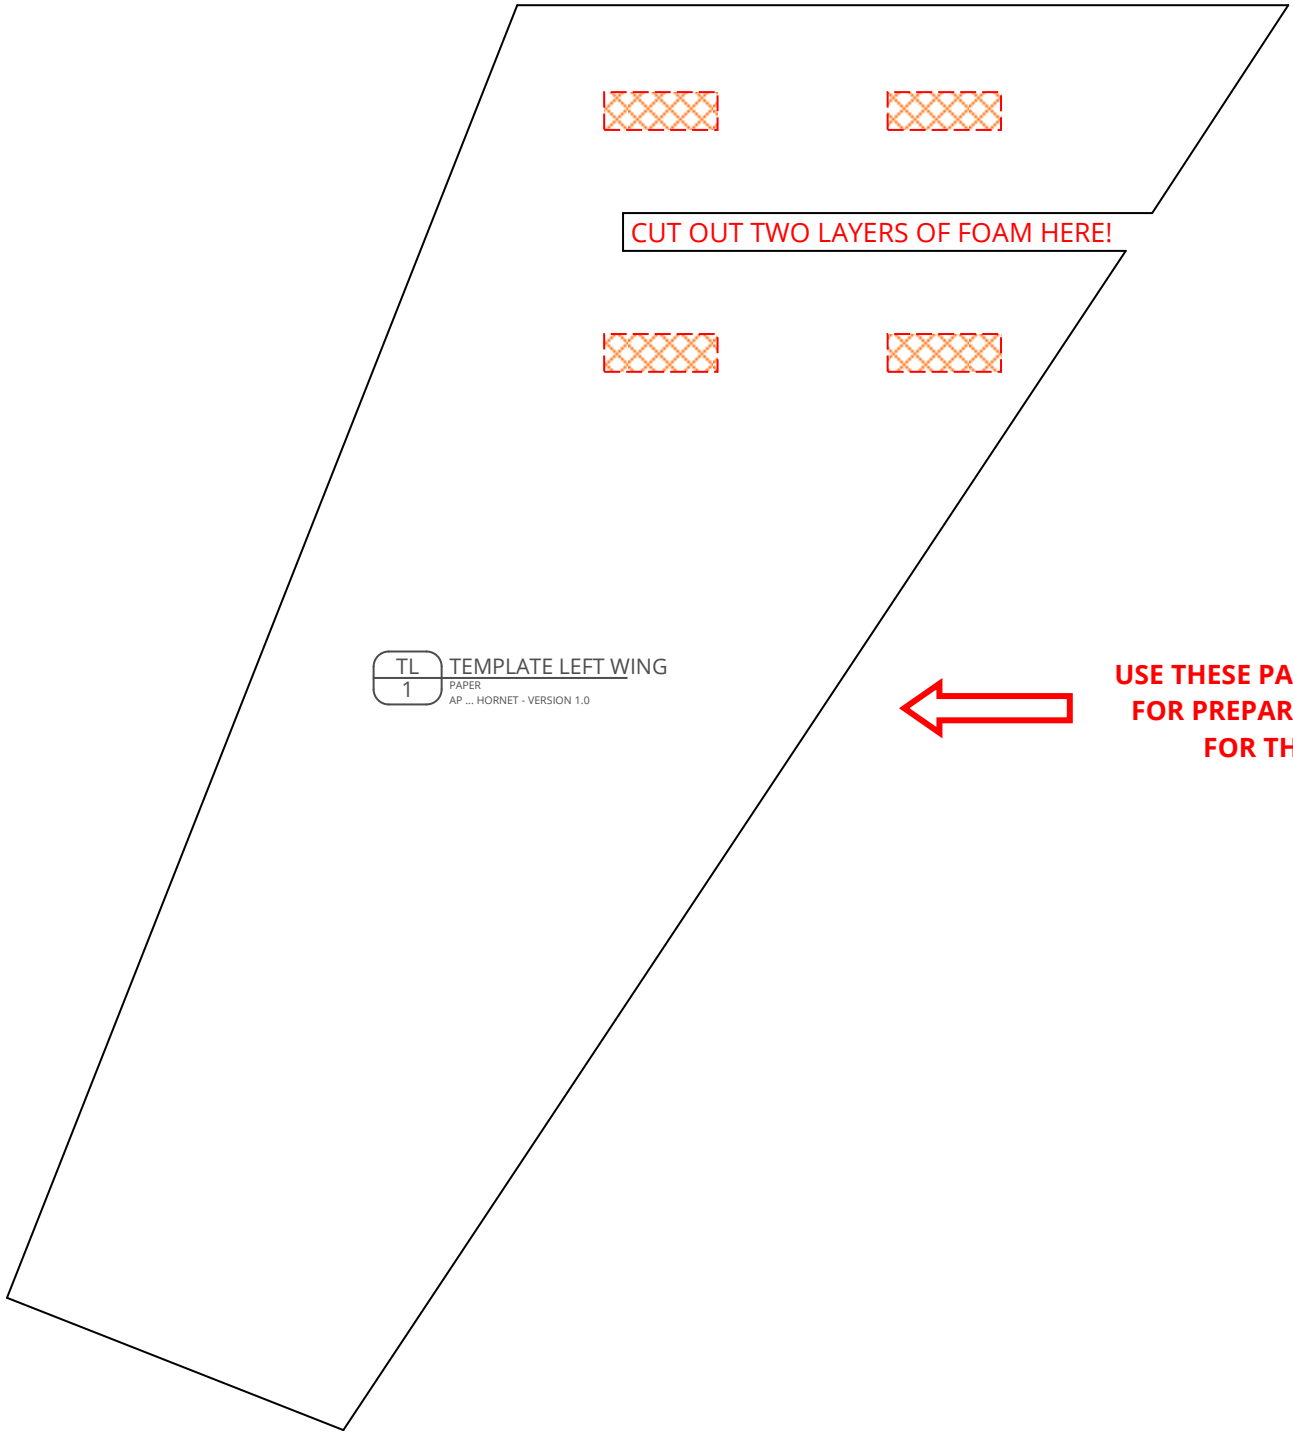 CUT OUT TWO LAYERS OF FOAM HERE!
TL
1
TEMPLATE LEFT WING
PAPER
AP ... HORNET - VERSION 1.0
USE THESE PA
FOR PREPAR
FOR TH